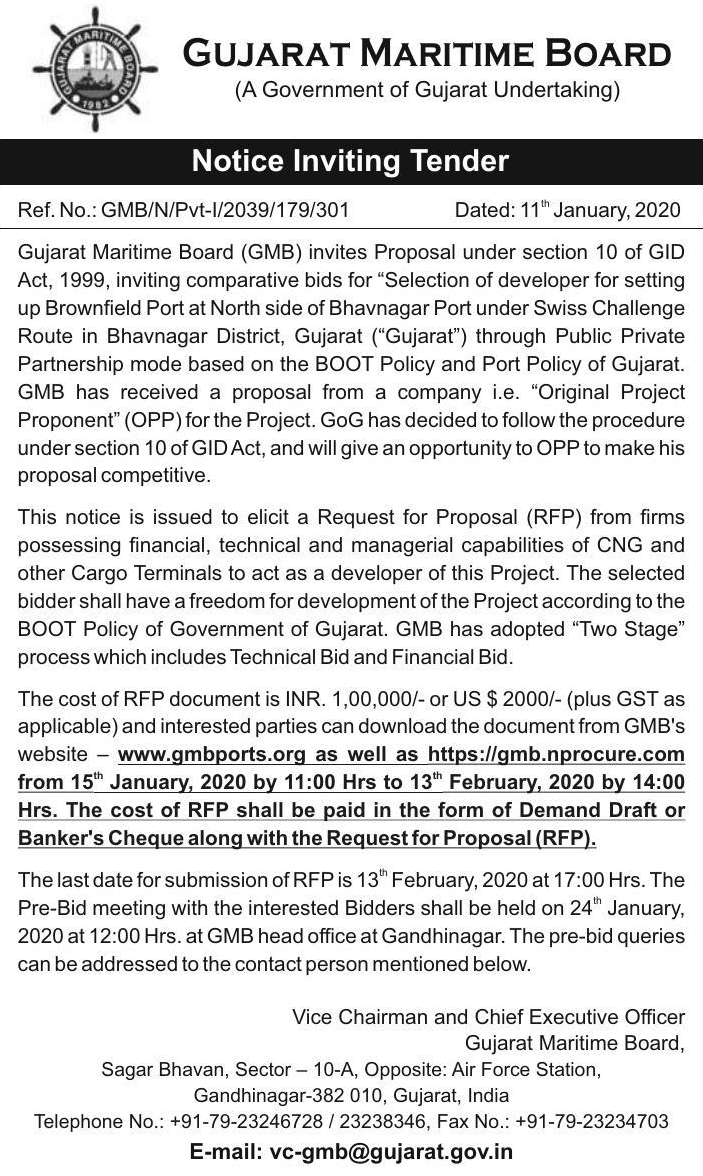 GUJARAT MARITIME BOARD
1982
GUJARAT MARITIME BOARD
(A Government of Gujarat Undertaking)
Notice Inviting Tender
Ref. No.: GMB/N/Pvt-I/2039/179/301 Dated: 11th January, 2020
Gujarat Maritime Board (GMB) invites Proposal under section 10 of GID
Act, 1999, inviting comparative bids for “Selection of developer for setting
up Brownfield Port at North side of Bhavnagar Port under Swiss Challenge
Route in Bhavnagar District, Gujarat (“Gujarat”) through Public Private
Partnership mode based on the BOOT Policy and Port Policy of Gujarat.
GMB has received a proposal from a company i.e. “Original Project
Proponent” (OPP) for the Project. GoG has decided to follow the procedure
under section 10 of GID Act, and will give an opportunity to OPP to make his
proposal competitive.
This notice is issued to elicit a Request for Proposal (RFP) from firms
possessing financial, technical and managerial capabilities of CNG and
other Cargo Terminals to act as a developer of this Project. The selected
bidder shall have a freedom for development of the Project according to the
BOOT Policy of Government of Gujarat. GMB has adopted “Two Stage”
process which includes Technical Bid and Financial Bid.
The cost of RFP document is INR. 1,00,000/- or US $ 2000/- (plus GST as
applicable) and interested parties can download the document from GMB's
website – www.gmbports.org as well as https://gmb.nprocure.com
from 15th January, 2020 by 11:00 Hrs to 13th February, 2020 by 14:00
Hrs. The cost of RFP shall be paid in the form of Demand Draft or
Banker's Cheque along with the Request for Proposal (RFP).
The last date for submission of RFP is 13th February, 2020 at 17:00 Hrs. The
Pre-Bid meeting with the interested Bidders shall be held on 24th January,
2020 at 12:00 Hrs. at GMB head office at Gandhinagar. The pre-bid queries
can be addressed to the contact person mentioned below.
Vice Chairman and Chief Executive Officer
Gujarat Maritime Board,
Sagar Bhavan, Sector – 10-A, Opposite: Air Force Station,
Gandhinagar-382 010, Gujarat, India
Telephone No.: +91-79-23246728 / 23238346, Fax No.: +91-79-23234703
E-mail: vc-gmb@gujarat.gov.in